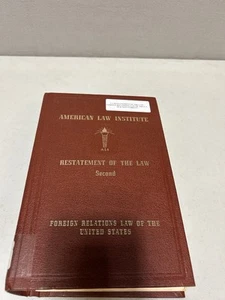 AMERICAN LAW INSTITUTE
RESTATEMENT OF THE LAW
Second
FOREIGN RELATIONS LAW OF THE
UNITED STATES